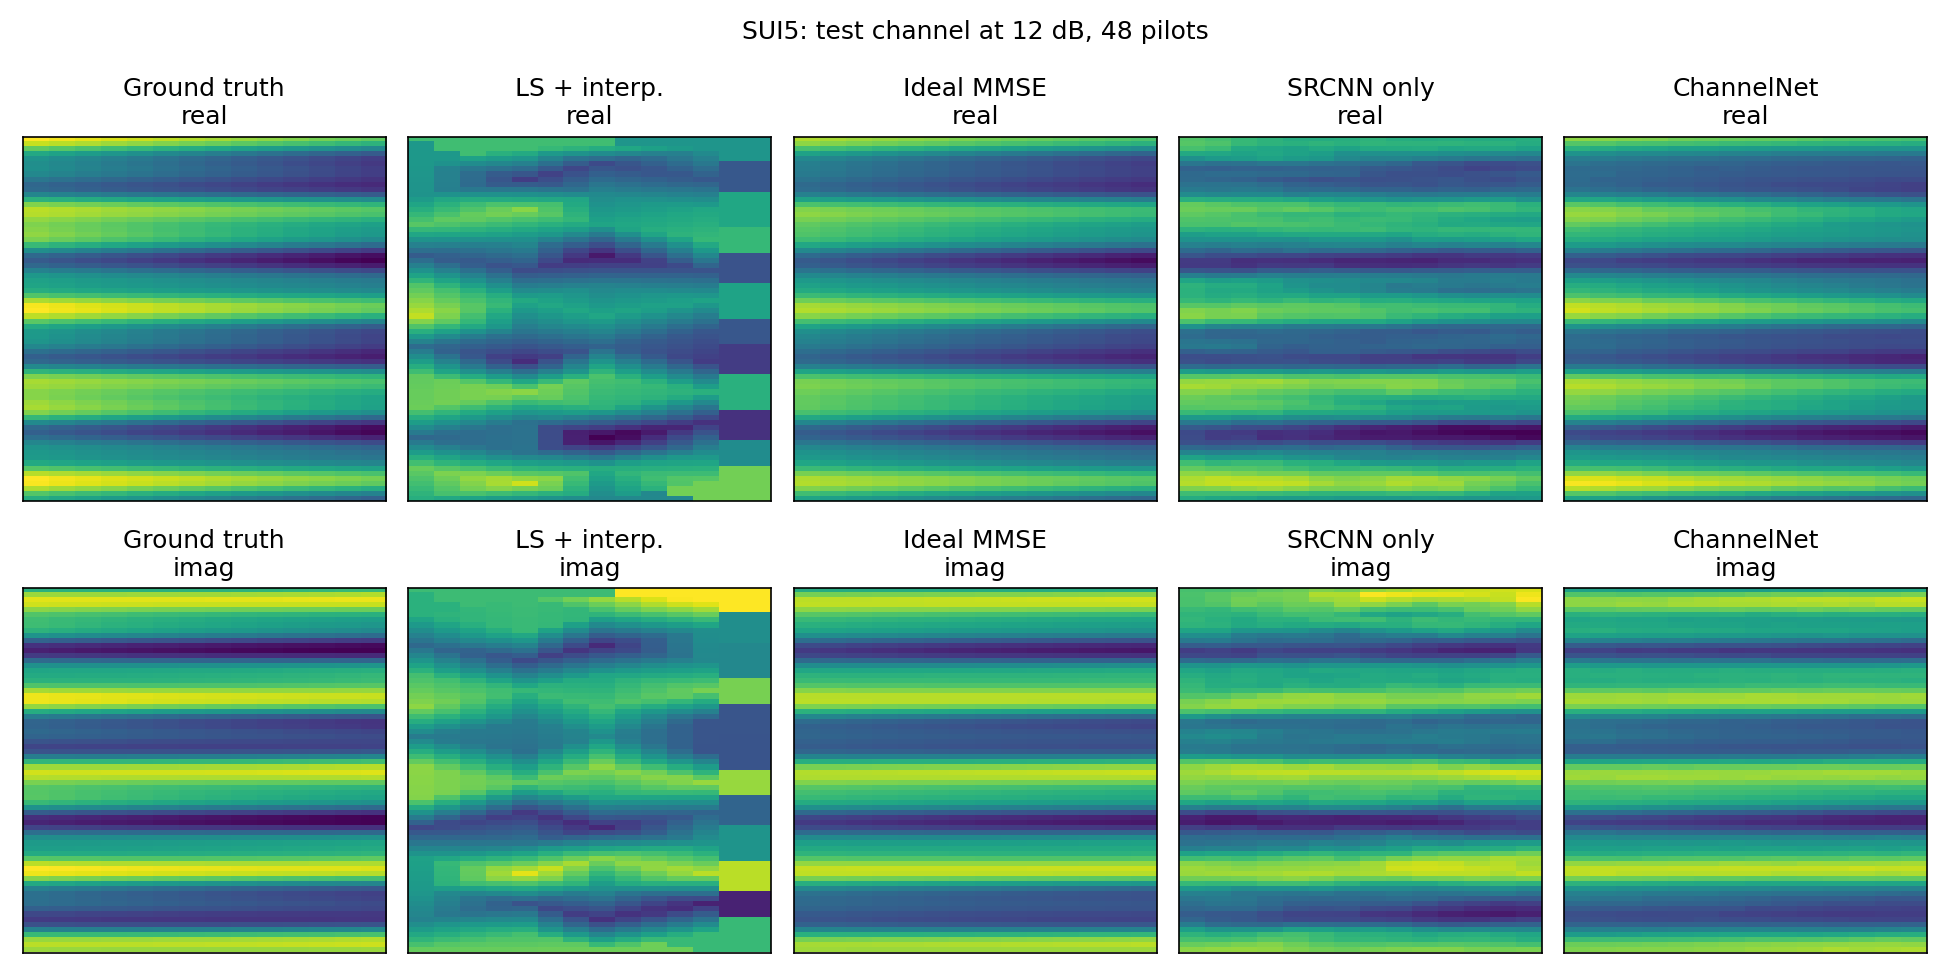 SUI5: test channel at 12 dB, 48 pilots
Ground truth
real
LS + interp.
real
Ideal MMSE
real
SRCNN only
real
ChannelNet
real
Ground truth
imag
LS + interp.
imag
Ideal MMSE
imag
SRCNN only
imag
ChannelNet
imag